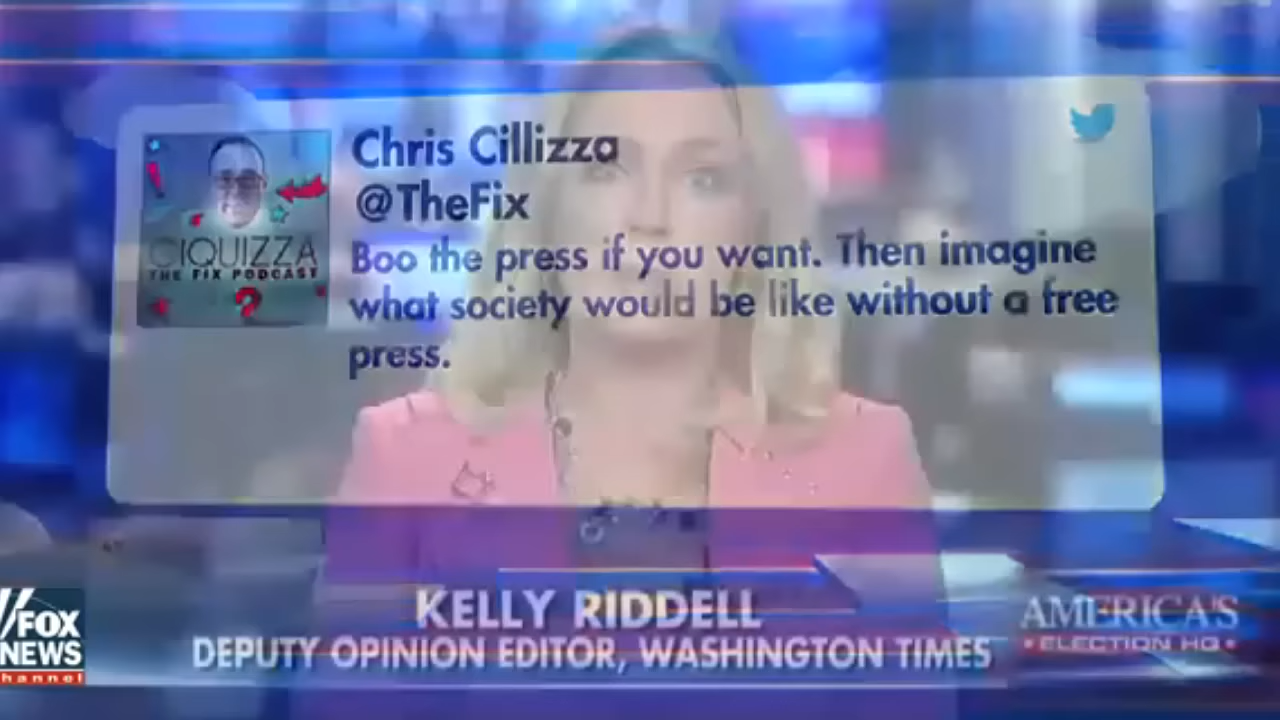 Chris Cillizza
@TheFix
Boo the press if you want. Then imagine
what society would be like without a free
press.
CIQUIZZA
THE FIX PODCAST
?
KELLY RIDDELL
DEPUTY OPINION EDITOR, WASHINGTON TIMES
FOX
NEWS
hannel
AMERICA'S
• ELECTION HQ •